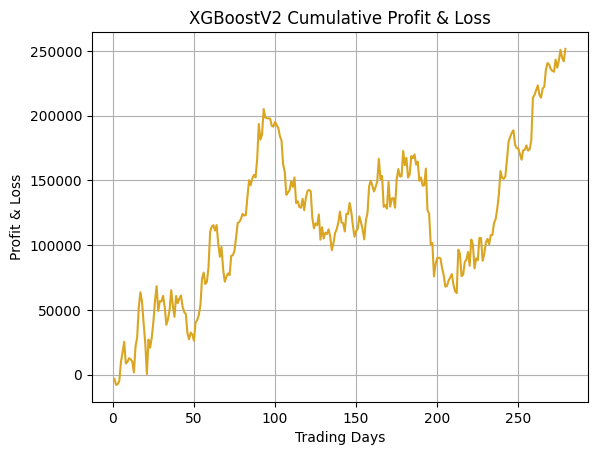 XGBoostV2 Cumulative Profit & Loss
250000
200000
150000
100000
50000
0
Profit & Loss
0 50 100 150 200 250
Trading Days